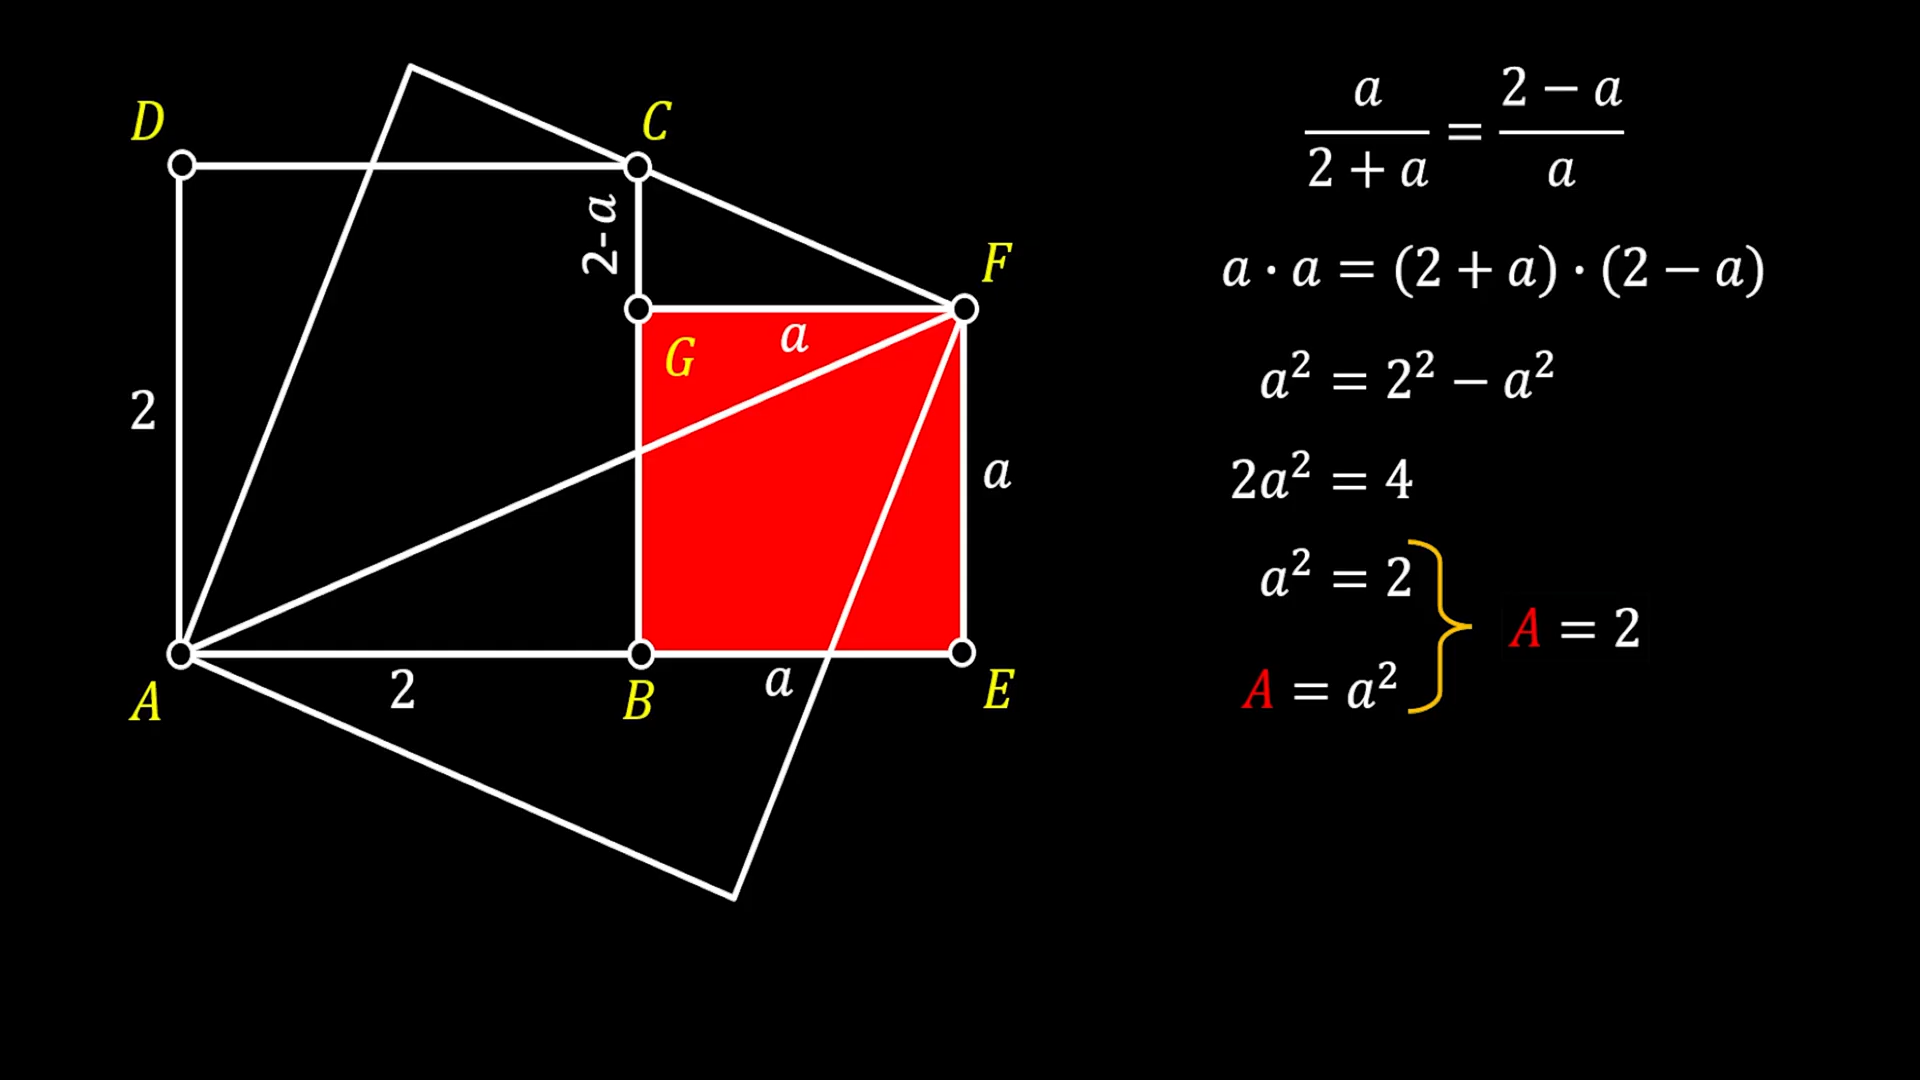 D
C
2-a
F
G
a
2
a
A
2
B
a
E
a/(2 + a) = (2 − a)/a
a · a = (2 + a) · (2 − a)
a² = 2² − a²
2a² = 4
a² = 2
A = a²
A = 2